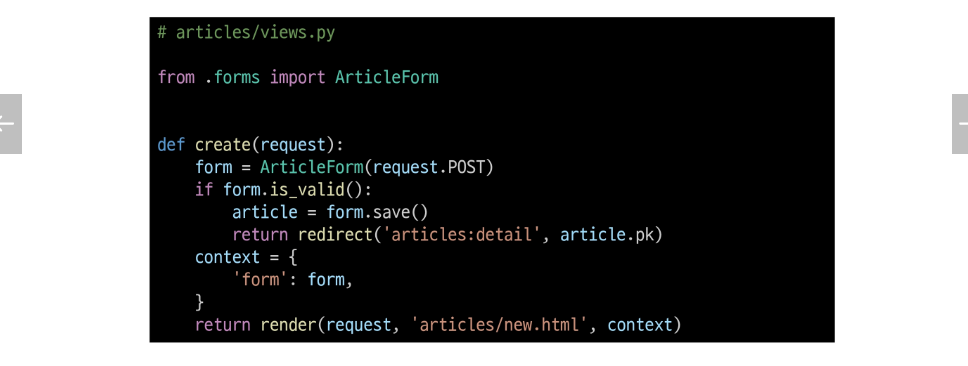 # articles/views.py
from .forms import ArticleForm
def create(request):
    form = ArticleForm(request.POST)
    if form.is_valid():
        article = form.save()
        return redirect('articles:detail', article.pk)
    context = {
        'form': form,
    }
    return render(request, 'articles/new.html', context)